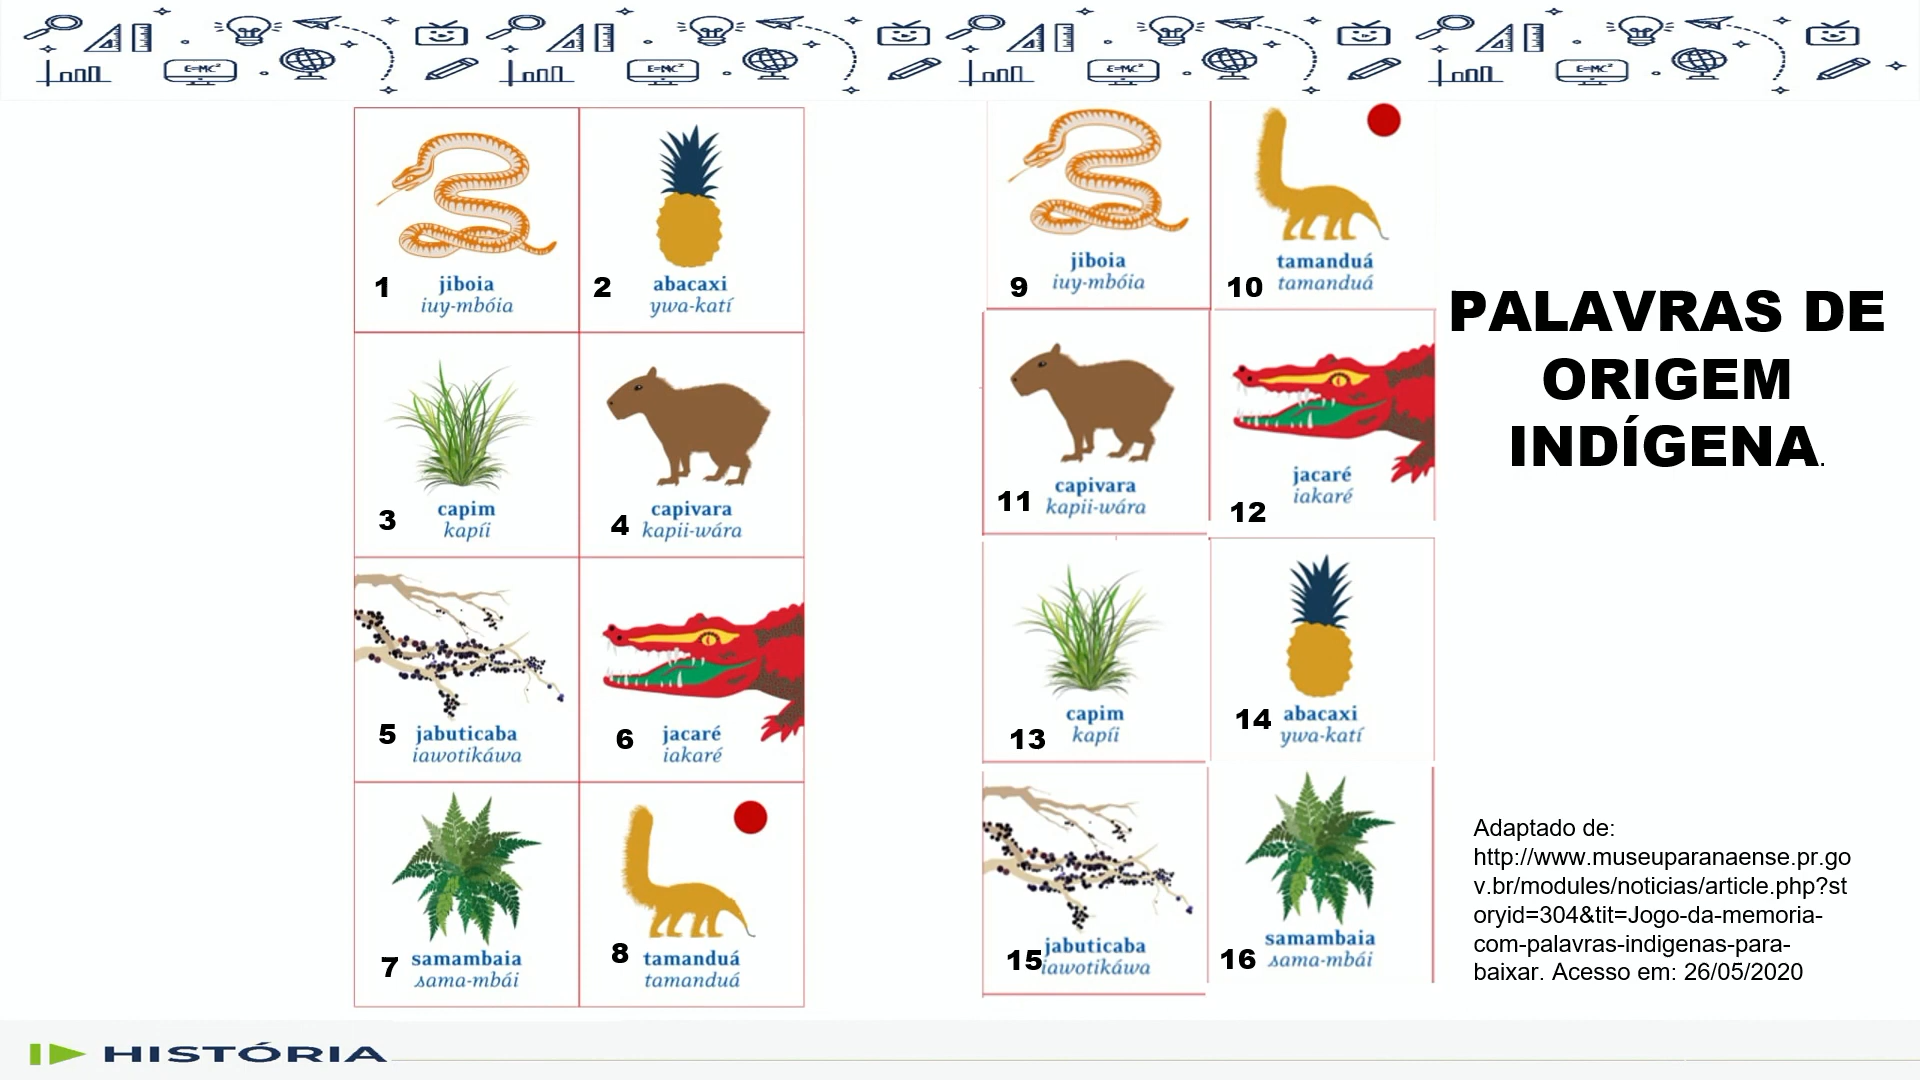 E=MC²
E=MC²
E=MC²
E=MC²
1
jiboia
iuy-mbóia
2
abacaxi
ywa-katí
3
capim
kapíi
4
capivara
kapii-wára
5
jabuticaba
iawotikáwa
6
jacaré
iakaré
7
samambaia
sama-mbái
8
tamanduá
tamanduá
9
jiboia
iuy-mbóia
10
tamanduá
tamanduá
11
capivara
kapii-wára
12
jacaré
iakaré
13
capim
kapíi
14
abacaxi
ywa-katí
15
jabuticaba
iawotikáwa
16
samambaia
sama-mbái
PALAVRAS DE
ORIGEM
INDÍGENA.
Adaptado de:
http://www.museuparanaense.pr.go
v.br/modules/noticias/article.php?st
oryid=304&tit=Jogo-da-memoria-
com-palavras-indigenas-para-
baixar. Acesso em: 26/05/2020
HISTÓRIA